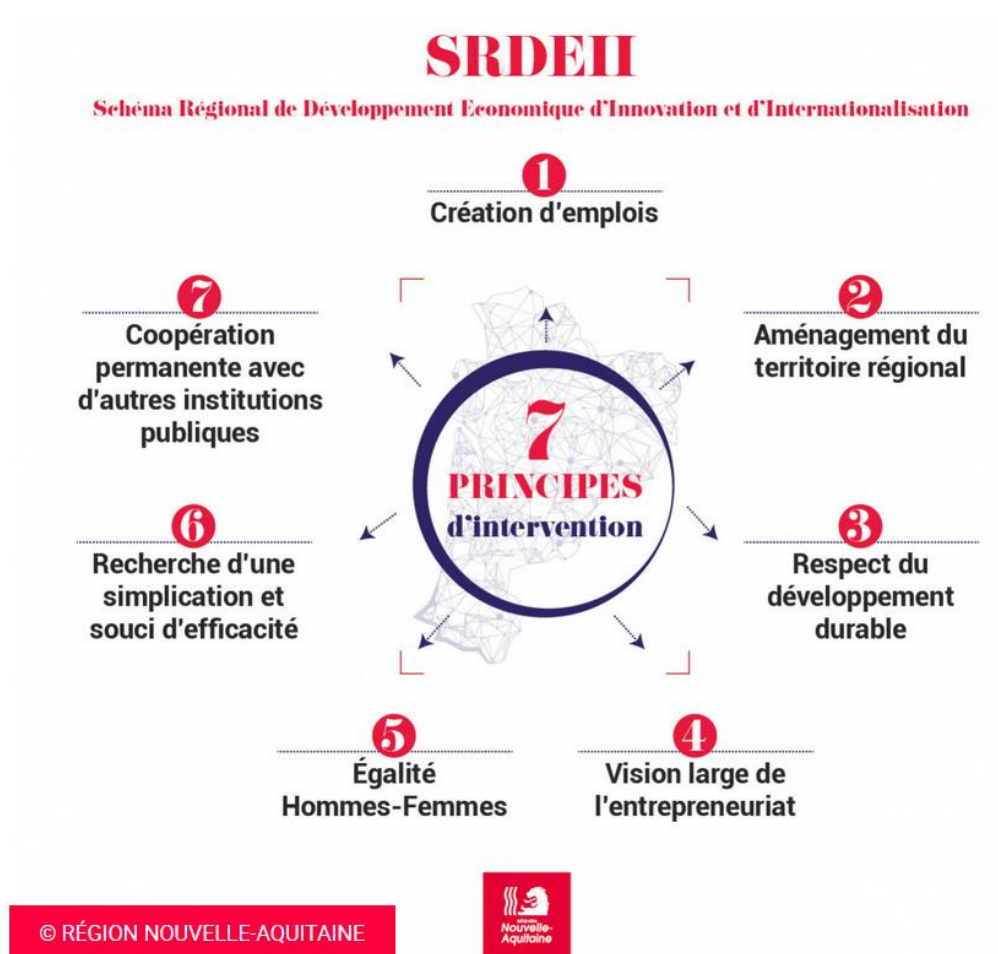 SRDEII
Schéma Régional de Développement Economique d'Innovation et d'Internationalisation
1
Création d'emplois
2
Aménagement du
territoire régional
3
Respect du
développement
durable
4
Vision large de
l'entrepreneuriat
5
Égalité
Hommes-Femmes
6
Recherche d'une
simplication et
souci d'efficacité
7
Coopération
permanente avec
d'autres institutions
publiques
7
PRINCIPES
d'intervention
© RÉGION NOUVELLE-AQUITAINE
RÉGION
Nouvelle-
Aquitaine